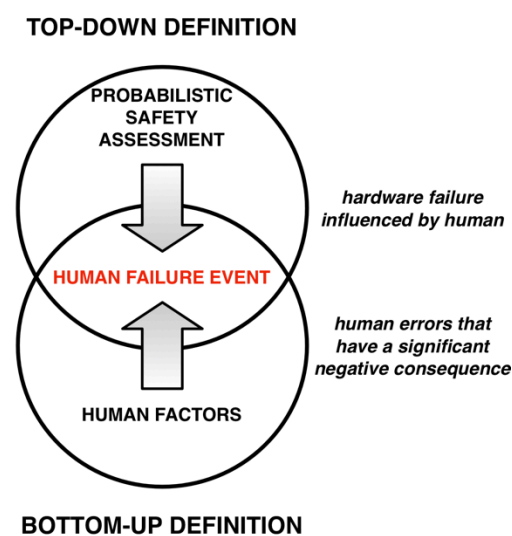 TOP-DOWN DEFINITION
PROBABILISTIC
SAFETY
ASSESSMENT
hardware failure
influenced by human
HUMAN FAILURE EVENT
human errors that
have a significant
negative consequence
HUMAN FACTORS
BOTTOM-UP DEFINITION